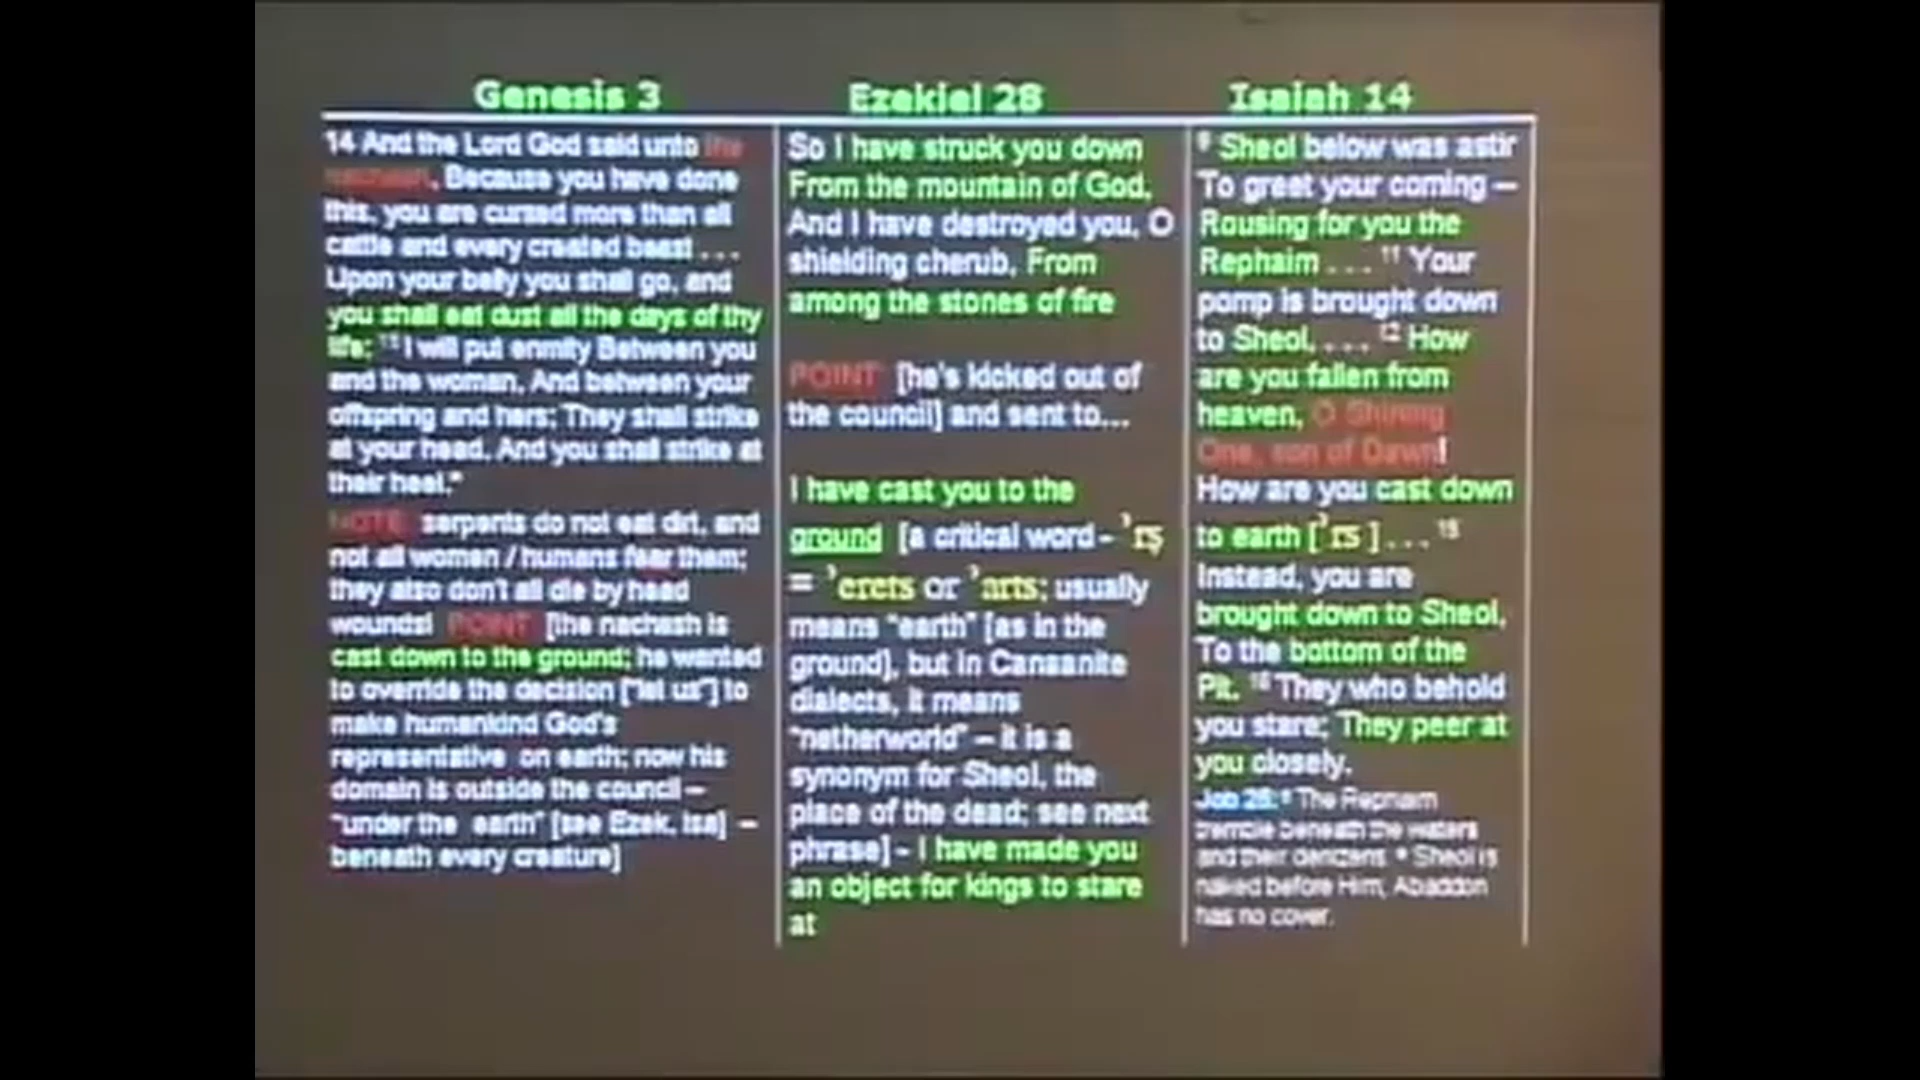 Genesis 3
14 And the Lord God said unto the
nachash, Because you have done
this, you are cursed more than all
cattle and every created beast . . .
Upon your belly you shall go, and
you shall eat dust all the days of thy
life; 15 I will put enmity Between you
and the woman, And between your
offspring and hers; They shall strike
at your head, And you shall strike at
their heel."
NOTE: serpents do not eat dirt, and
not all women / humans fear them;
they also don't all die by head
wounds! POINT: [the nachash is
cast down to the ground; he wanted
to override the decision ["let us"] to
make humankind God's
representative on earth; now his
domain is outside the council –
"under the earth" [see Ezek, Isa] –
beneath every creature]
Ezekiel 28
So I have struck you down
From the mountain of God,
And I have destroyed you, O
shielding cherub, From
among the stones of fire
POINT: [he's kicked out of
the council] and sent to...
I have cast you to the
ground [a critical word - ʾrṣ
= ʾerets or ʾarts; usually
means "earth" [as in the
ground], but in Canaanite
dialects, it means
"netherworld" – it is a
synonym for Sheol, the
place of the dead; see next
phrase] - I have made you
an object for kings to stare
at
Isaiah 14
9 Sheol below was astir
To greet your coming –
Rousing for you the
Rephaim . . . 11 Your
pomp is brought down
to Sheol, . . . 12 How
are you fallen from
heaven, O Shining
One, son of Dawn!
How are you cast down
to earth [ʾrs ] . . . 15
Instead, you are
brought down to Sheol,
To the bottom of the
Pit. 16 They who behold
you stare; They peer at
you closely.
Job 26: 5 The Rephaim
tremble beneath the waters
and their denizens. 6 Sheol is
naked before Him; Abaddon
has no cover.